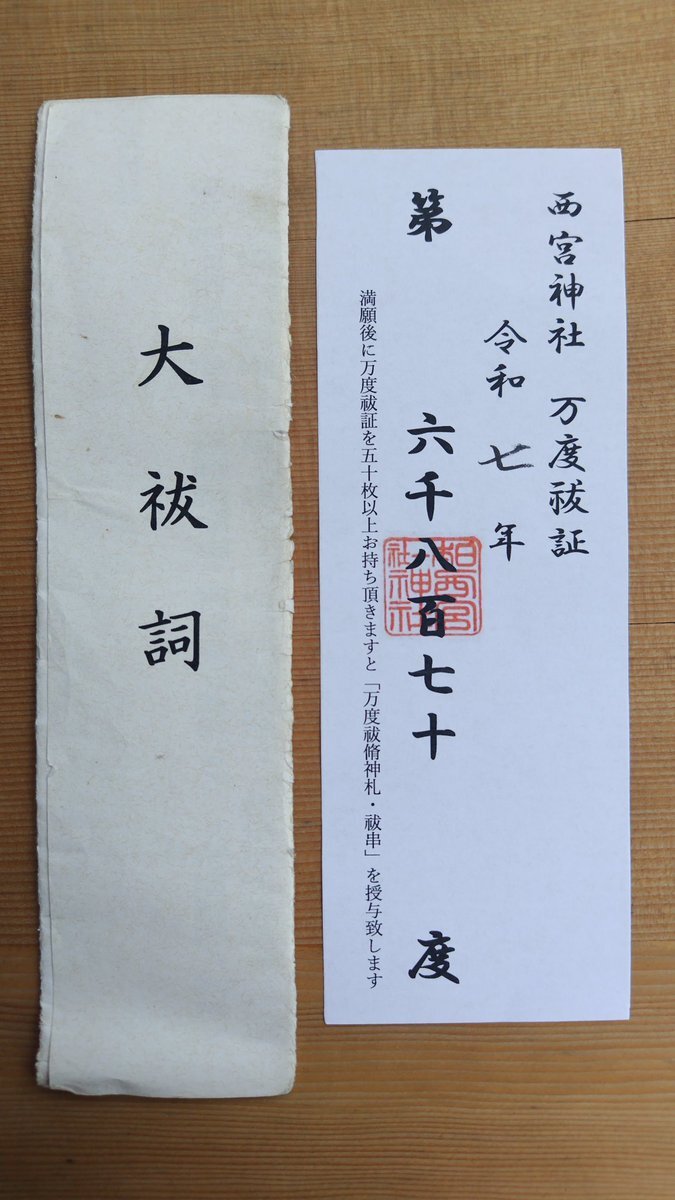 西宮神社 万度祓証
令和 七 年
第 六千八百七十 度
満願後に万度祓証を五十枚以上お持ち頂きますと「万度祓脩神札・祓串」を授与致します
大祓詞